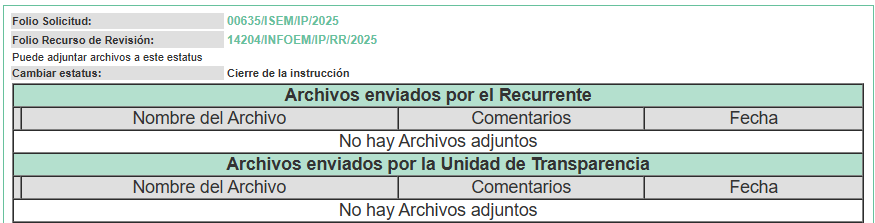 Folio Solicitud: 00635/ISEM/IP/2025
Folio Recurso de Revisión: 14204/INFOEM/IP/RR/2025
Puede adjuntar archivos a este estatus
Cambiar estatus: Cierre de la instrucción
Archivos enviados por el Recurrente
Nombre del Archivo Comentarios Fecha
No hay Archivos adjuntos
Archivos enviados por la Unidad de Transparencia
Nombre del Archivo Comentarios Fecha
No hay Archivos adjuntos